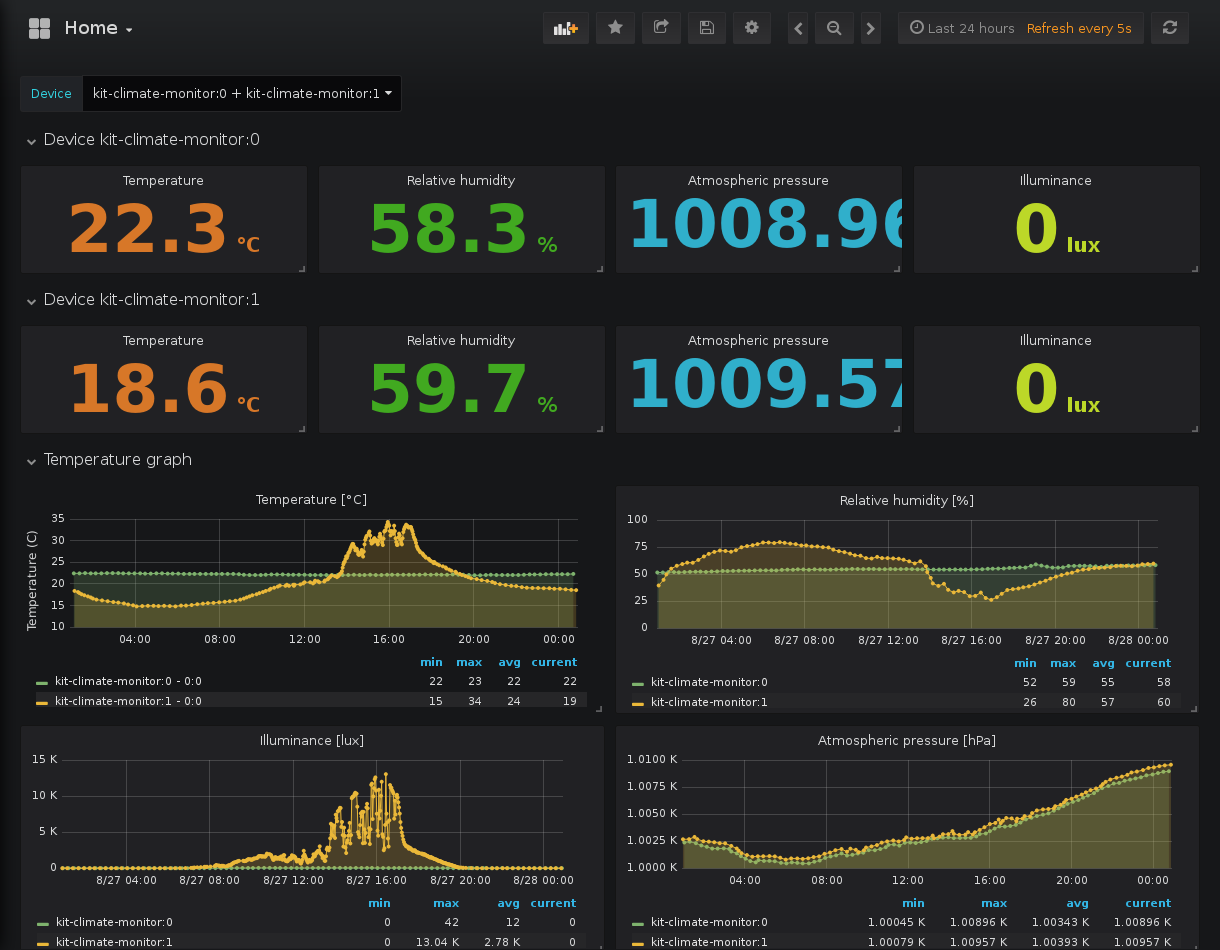 Home
Last 24 hours Refresh every 5s
Device kit-climate-monitor:0 + kit-climate-monitor:1
Device kit-climate-monitor:0
Temperature Relative humidity Atmospheric pressure Illuminance
22.3 °C 58.3 % 1008.96 0 lux
Device kit-climate-monitor:1
Temperature Relative humidity Atmospheric pressure Illuminance
18.6 °C 59.7 % 1009.57 0 lux
Temperature graph
Temperature [°C]
Temperature (C)
35
30
25
20
15
10
04:00 08:00 12:00 16:00 20:00 00:00
min max avg current
kit-climate-monitor:0 - 0:0 22 23 22 22
kit-climate-monitor:1 - 0:0 15 34 24 19
Relative humidity [%]
100
75
50
25
0
8/27 04:00 8/27 08:00 8/27 12:00 8/27 16:00 8/27 20:00 8/28 00:00
min max avg current
kit-climate-monitor:0 52 59 55 58
kit-climate-monitor:1 26 80 57 60
Illuminance [lux]
15 K
10 K
5 K
0
8/27 04:00 8/27 08:00 8/27 12:00 8/27 16:00 8/27 20:00 8/28 00:00
min max avg current
kit-climate-monitor:0 0 42 12 0
kit-climate-monitor:1 0 13.04 K 2.78 K 0
Atmospheric pressure [hPa]
1.0100 K
1.0075 K
1.0050 K
1.0025 K
1.0000 K
04:00 08:00 12:00 16:00 20:00 00:00
min max avg current
kit-climate-monitor:0 1.00045 K 1.00896 K 1.00343 K 1.00896 K
kit-climate-monitor:1 1.00079 K 1.00957 K 1.00393 K 1.00957 K